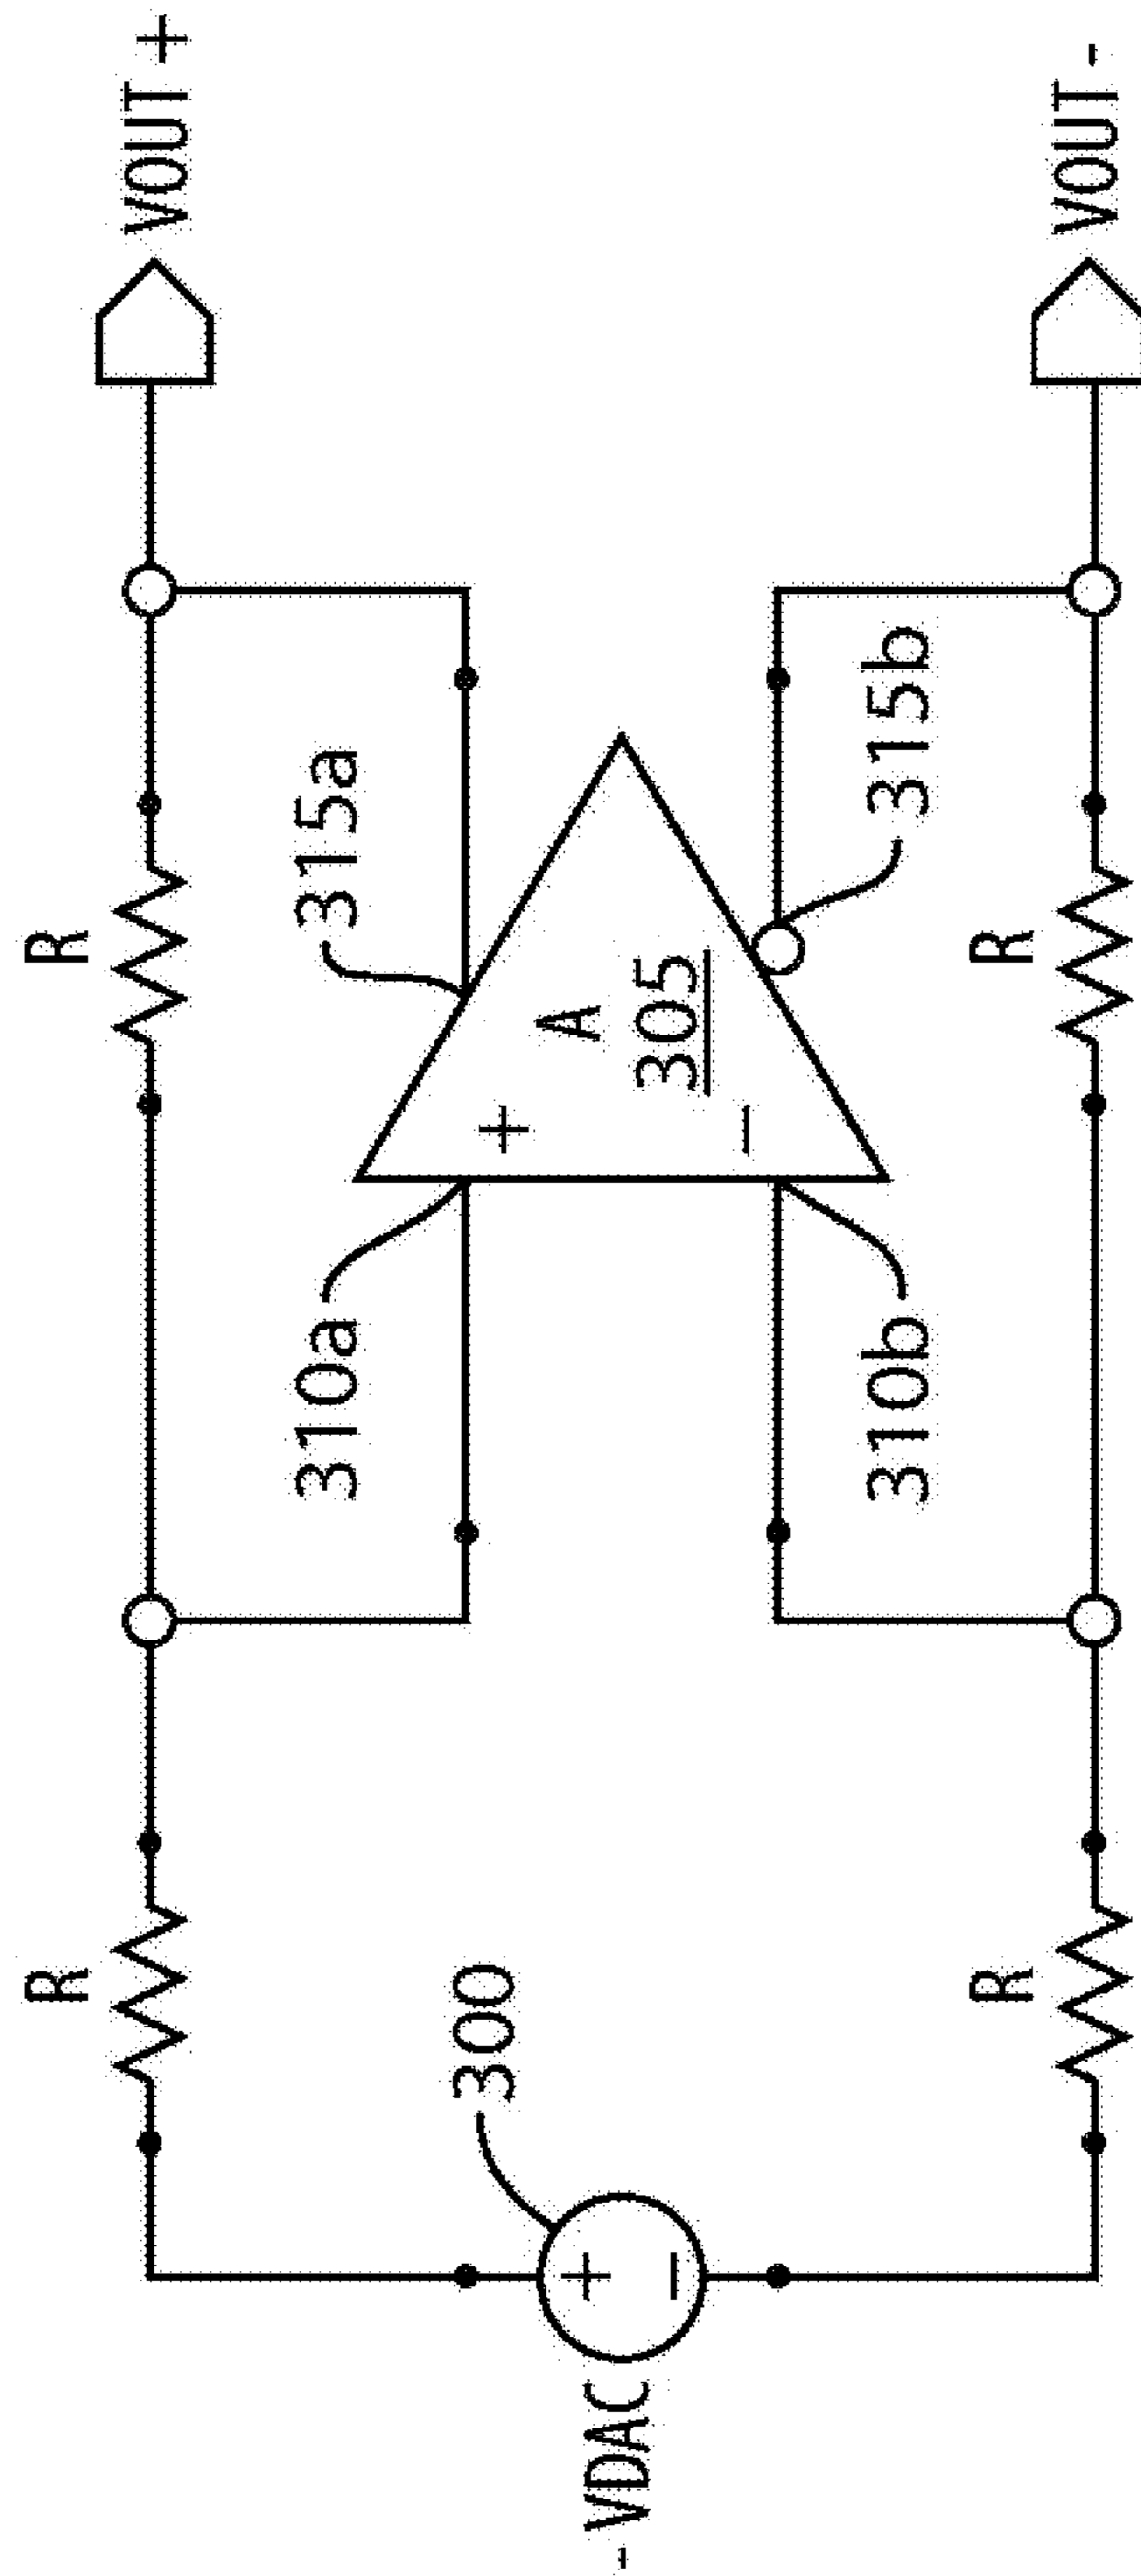 R
R
VOUT+
310a
315a
300
+
-VDAC
+
−
A
305
−
310b
315b
R
R
VOUT-